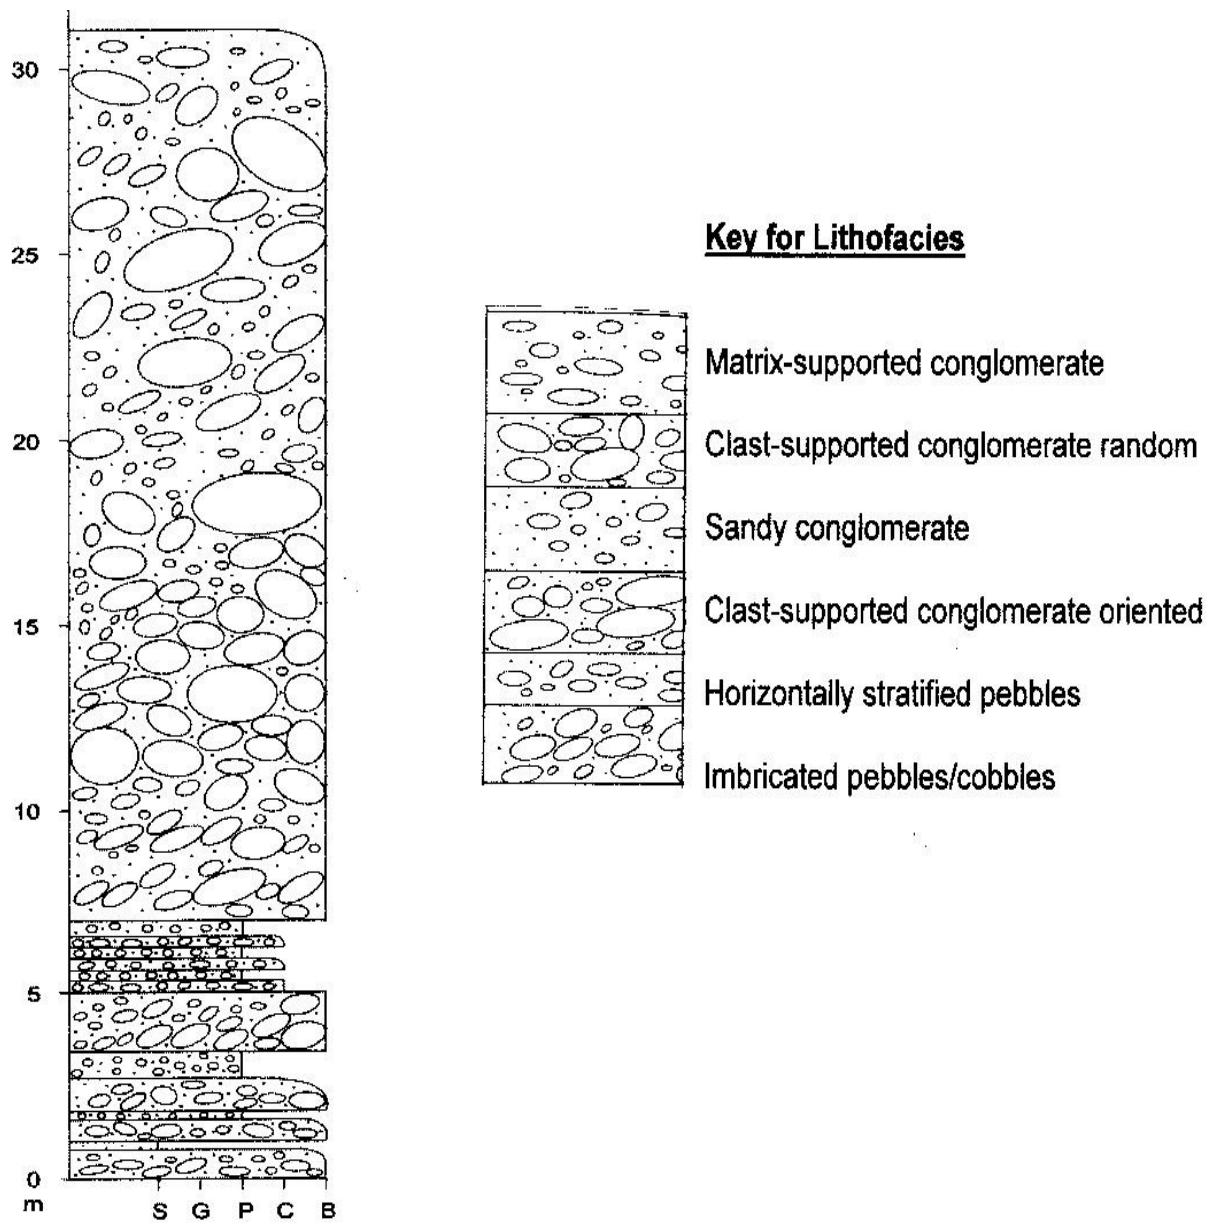 30
25
20
15
10
5
0
m
S G P C B
Key for Lithofacies
Matrix-supported conglomerate
Clast-supported conglomerate random
Sandy conglomerate
Clast-supported conglomerate oriented
Horizontally stratified pebbles
Imbricated pebbles/cobbles